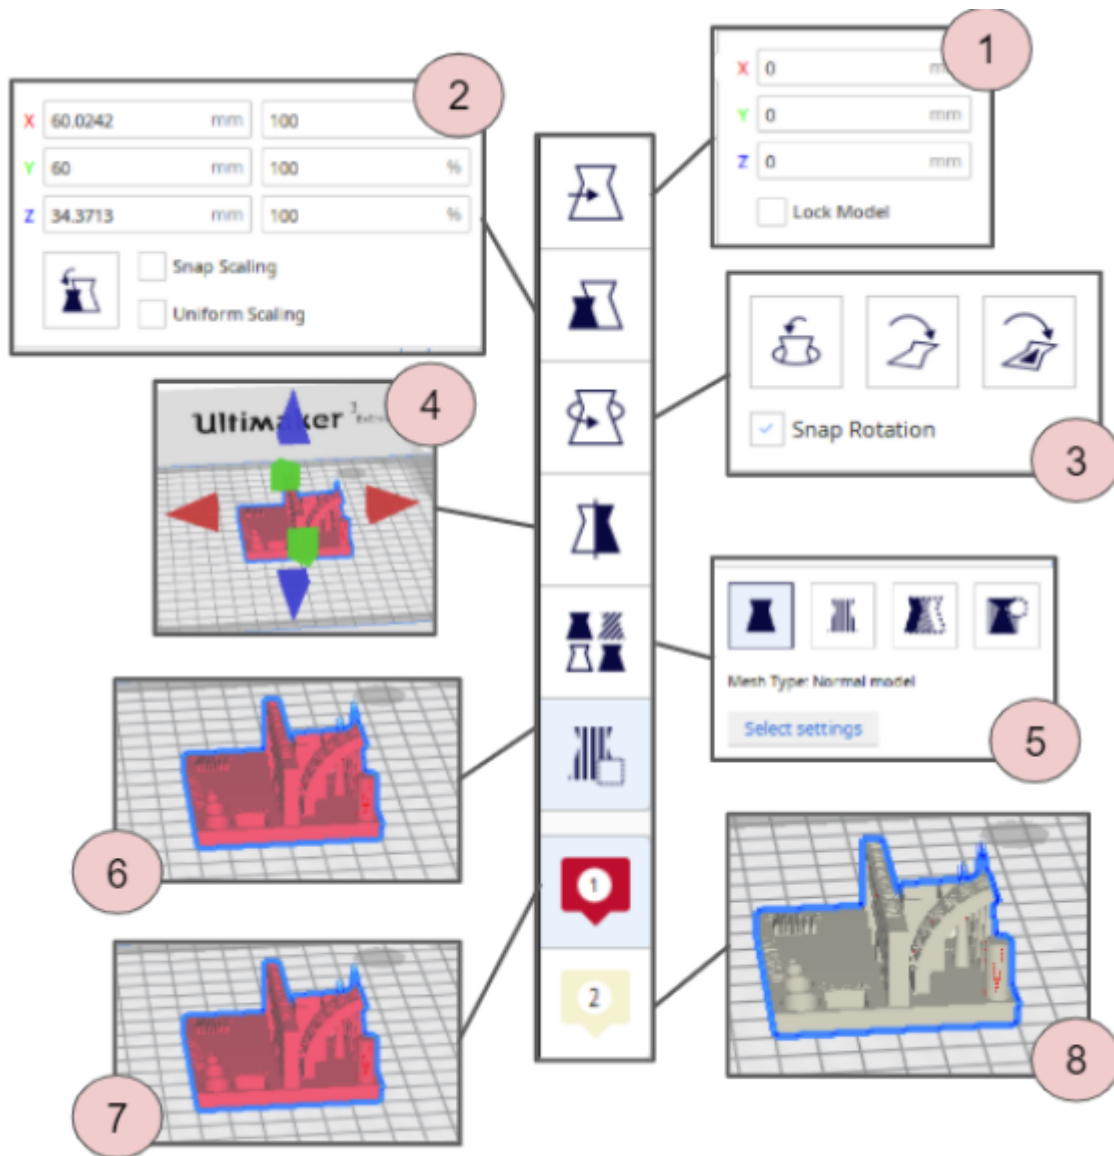 1
X 0 mm
Y 0 mm
Z 0 mm
Lock Model
2
X 60.0242 mm 100
Y 60 mm 100 %
Z 34.3713 mm 100 %
Snap Scaling
Uniform Scaling
3
Snap Rotation
4
Ultimaker
5
Mesh Type: Normal model
Select settings
6
1
7
2
8